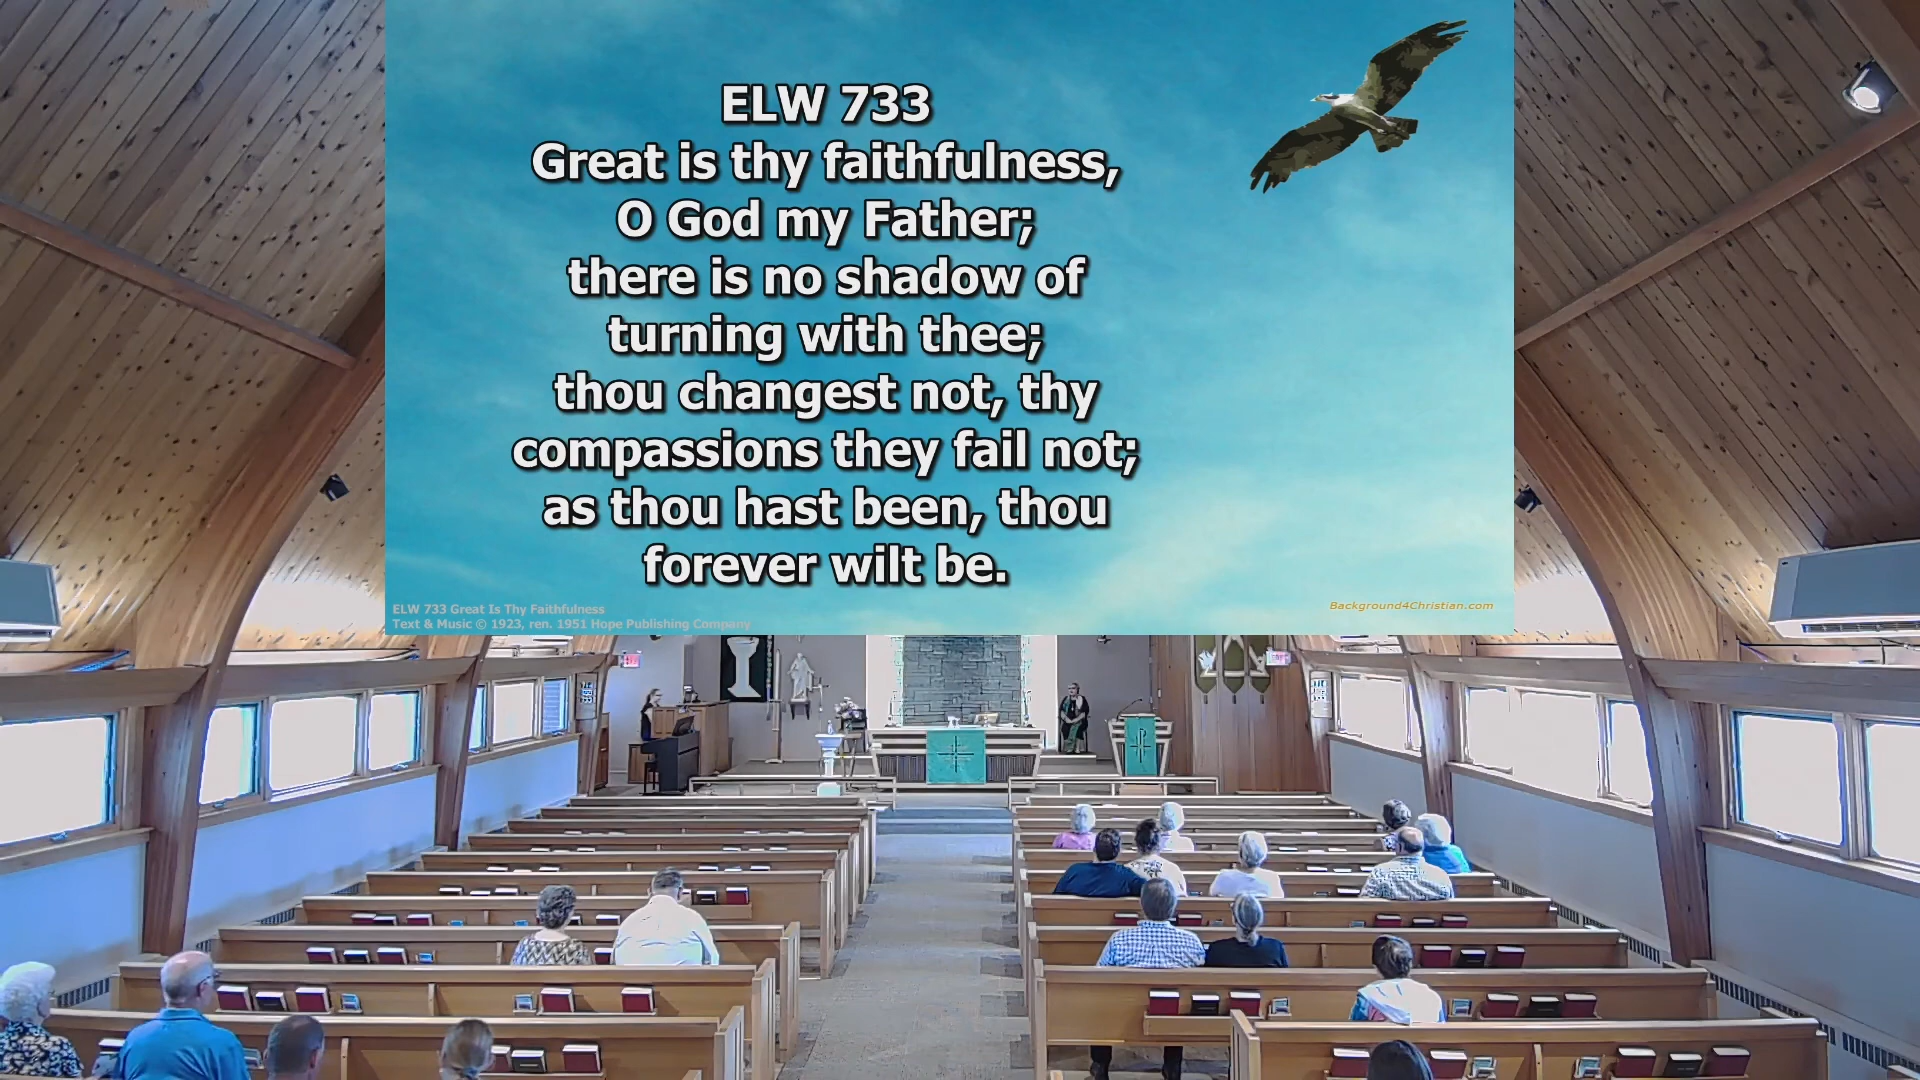 ELW 733
Great is thy faithfulness,
O God my Father;
there is no shadow of
turning with thee;
thou changest not, thy
compassions they fail not;
as thou hast been, thou
forever wilt be.
ELW 733 Great Is Thy Faithfulness
Text & Music © 1923, ren. 1951 Hope Publishing Company
Background4Christian.com